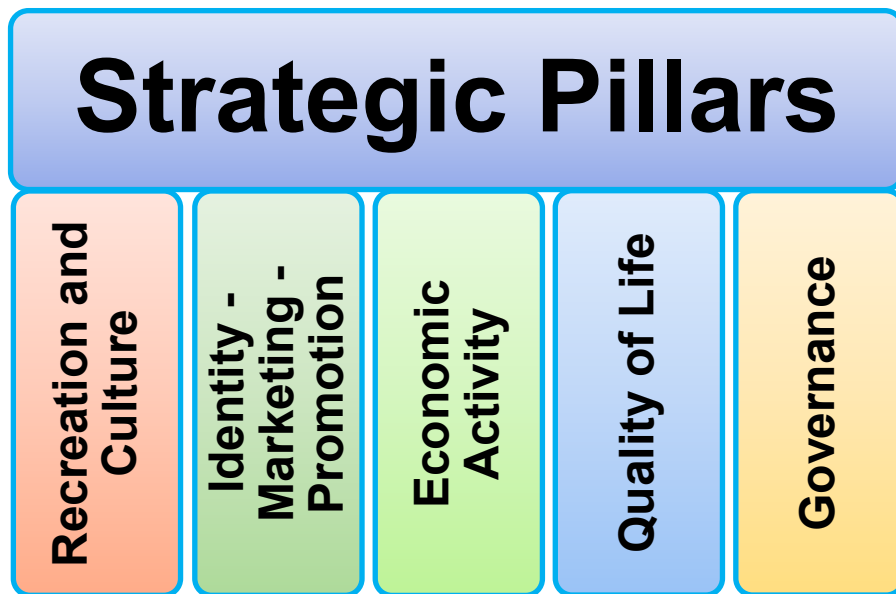 Strategic Pillars
Recreation and
Culture
Identity -
Marketing -
Promotion
Economic
Activity
Quality of Life
Governance